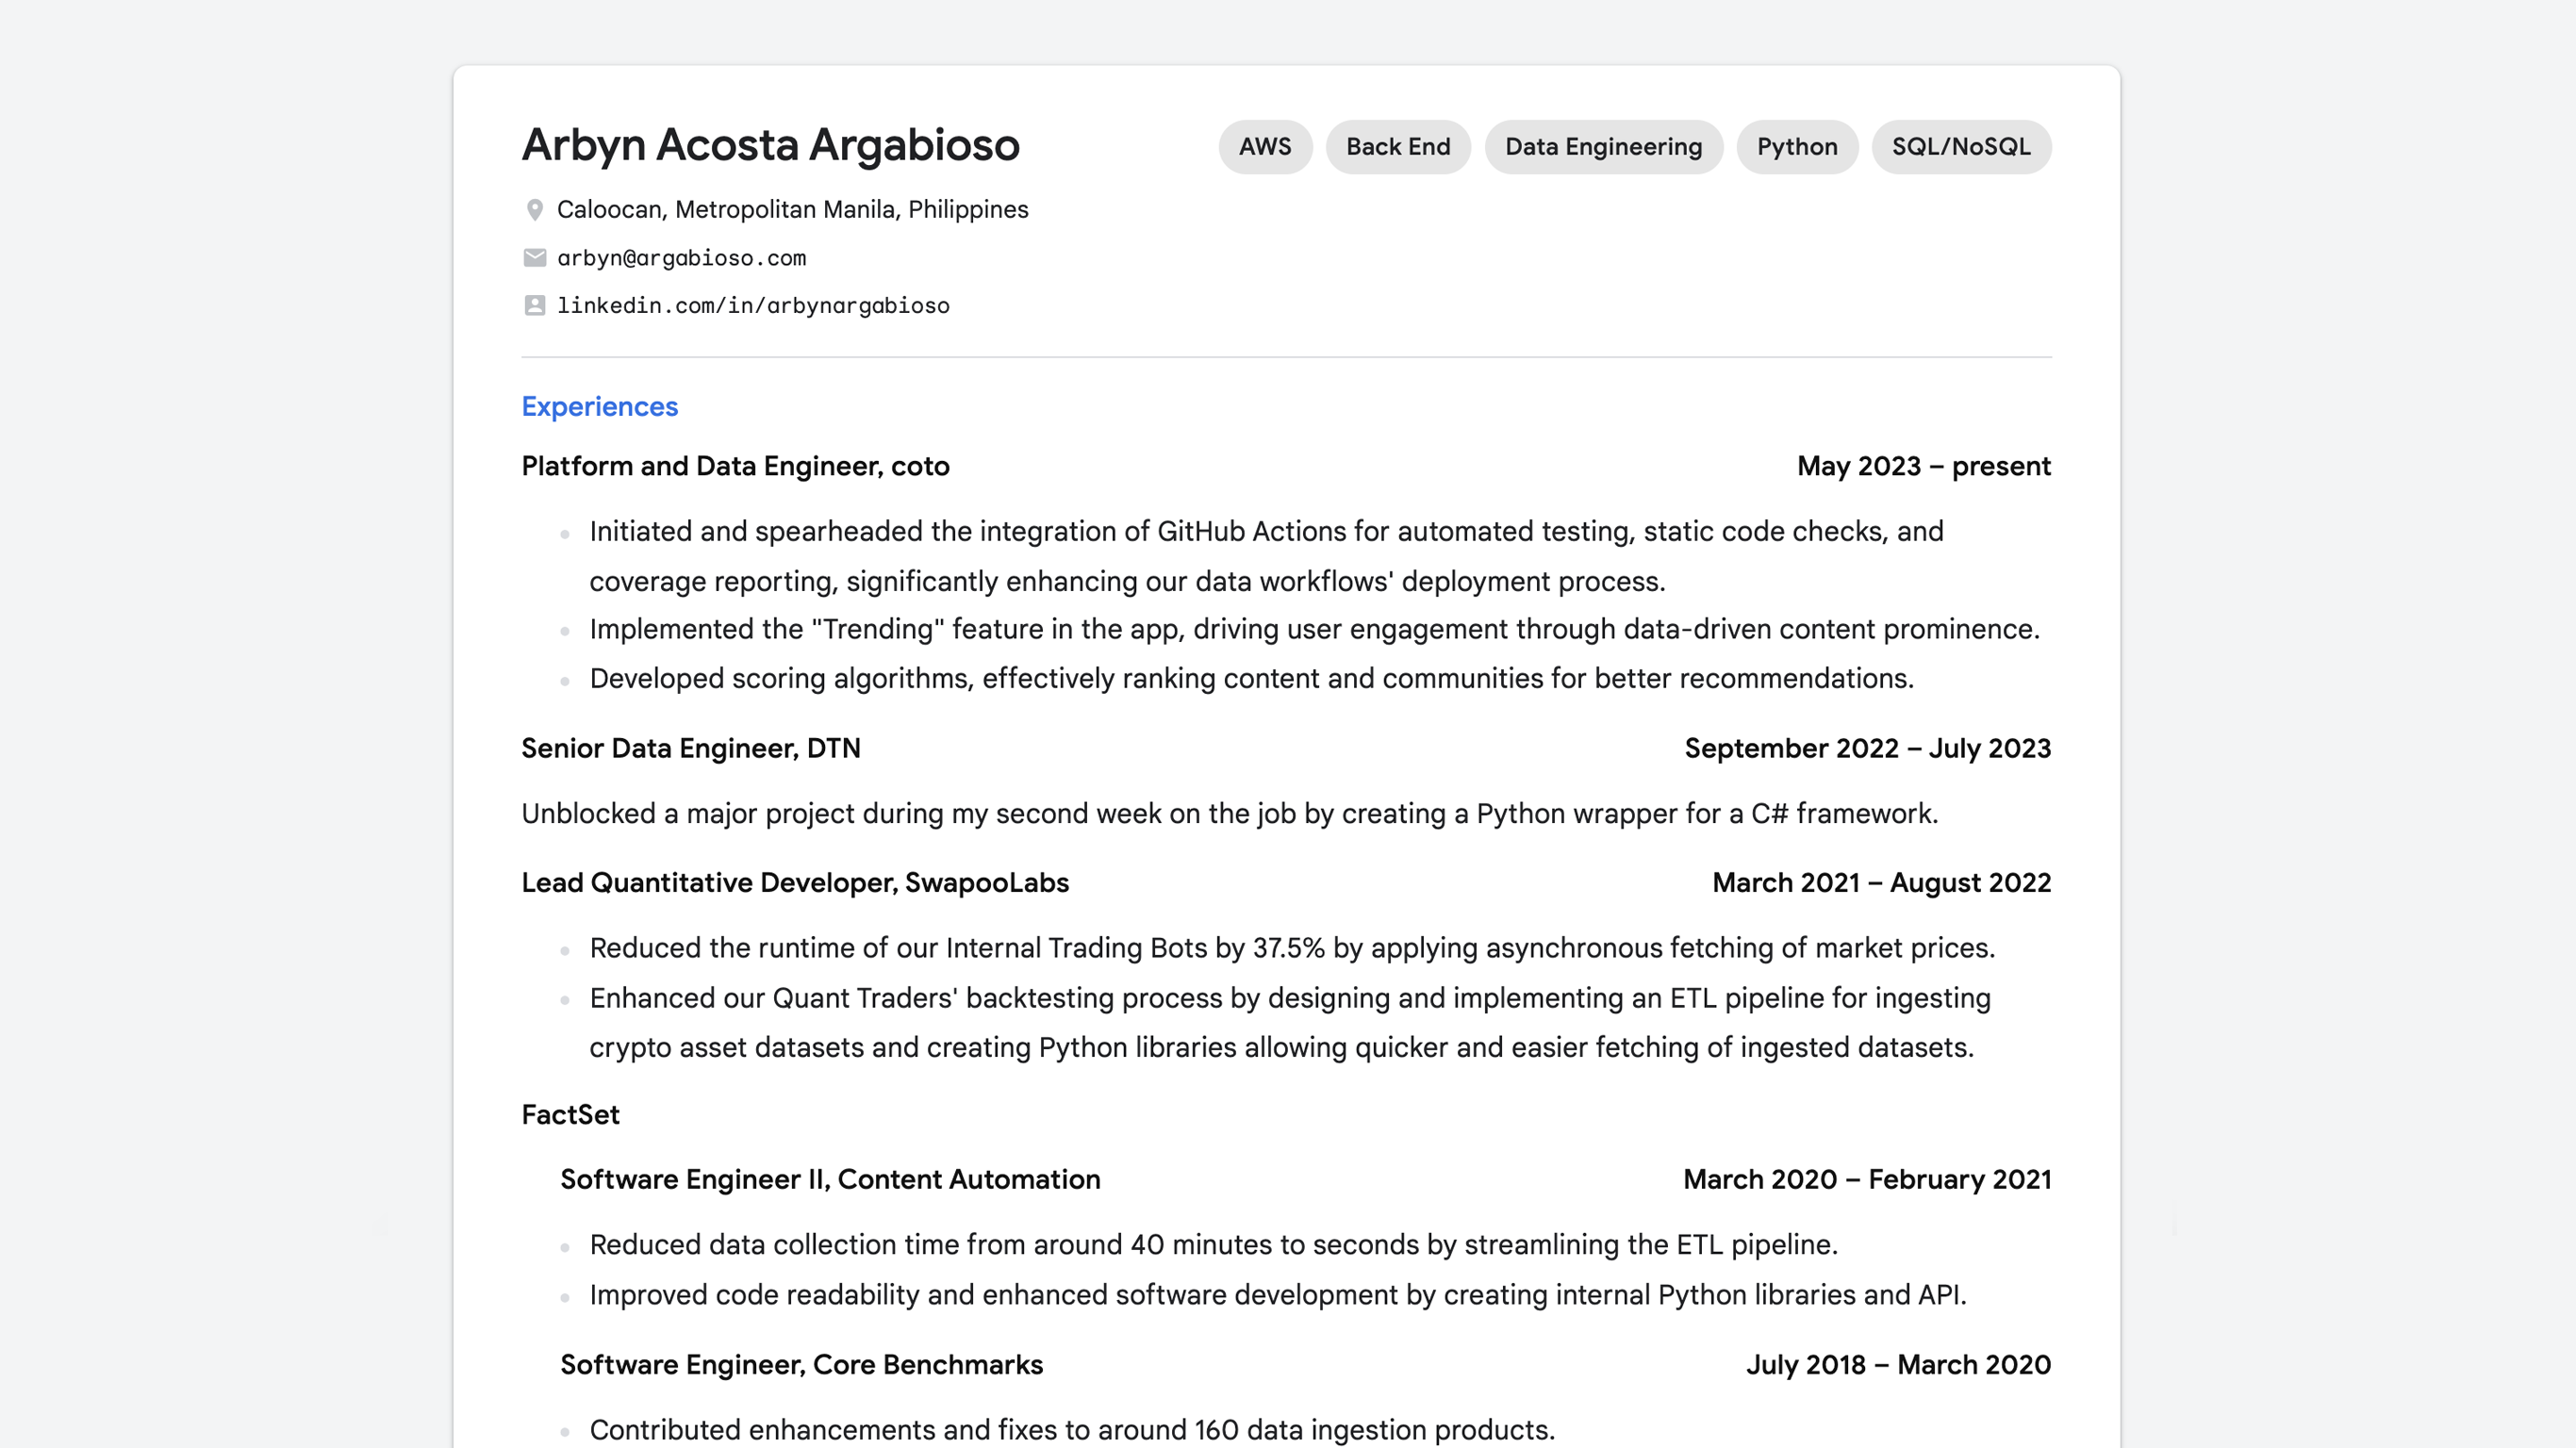 Arbyn Acosta Argabioso
AWS
Back End
Data Engineering
Python
SQL/NoSQL
Caloocan, Metropolitan Manila, Philippines
arbyn@argabioso.com
linkedin.com/in/arbynargabioso
Experiences
Platform and Data Engineer, coto
May 2023 – present
Initiated and spearheaded the integration of GitHub Actions for automated testing, static code checks, and
coverage reporting, significantly enhancing our data workflows' deployment process.
Implemented the "Trending" feature in the app, driving user engagement through data-driven content prominence.
Developed scoring algorithms, effectively ranking content and communities for better recommendations.
Senior Data Engineer, DTN
September 2022 – July 2023
Unblocked a major project during my second week on the job by creating a Python wrapper for a C# framework.
Lead Quantitative Developer, SwapooLabs
March 2021 – August 2022
Reduced the runtime of our Internal Trading Bots by 37.5% by applying asynchronous fetching of market prices.
Enhanced our Quant Traders' backtesting process by designing and implementing an ETL pipeline for ingesting
crypto asset datasets and creating Python libraries allowing quicker and easier fetching of ingested datasets.
FactSet
Software Engineer II, Content Automation
March 2020 – February 2021
Reduced data collection time from around 40 minutes to seconds by streamlining the ETL pipeline.
Improved code readability and enhanced software development by creating internal Python libraries and API.
Software Engineer, Core Benchmarks
July 2018 – March 2020
Contributed enhancements and fixes to around 160 data ingestion products.